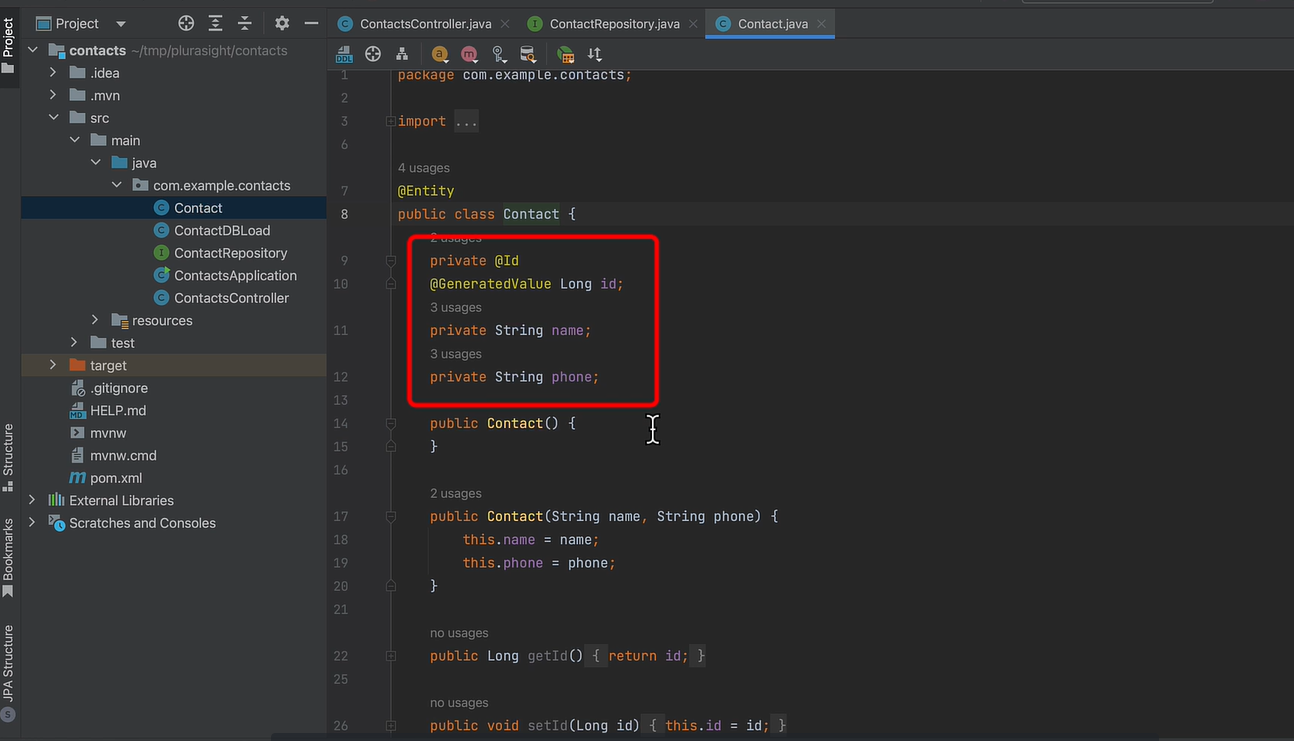 Project
ContactsController.java
ContactRepository.java
Contact.java
Project
contacts ~/tmp/plurasight/contacts
.idea
.mvn
src
main
java
com.example.contacts
Contact
ContactDBLoad
ContactRepository
ContactsApplication
ContactsController
resources
test
target
.gitignore
HELP.md
mvnw
mvnw.cmd
pom.xml
External Libraries
Scratches and Consoles
Structure
Bookmarks
JPA Structure
DDL
1 package com.example.contacts;
2
3 import ...
6
4 usages
7 @Entity
8 public class Contact {
2 usages
9 private @Id
10 @GeneratedValue Long id;
3 usages
11 private String name;
3 usages
12 private String phone;
13
14 public Contact() {
15 }
16
2 usages
17 public Contact(String name, String phone) {
18 this.name = name;
19 this.phone = phone;
20 }
21
no usages
22 public Long getId() { return id; }
25
no usages
26 public void setId(Long id) { this.id = id; }